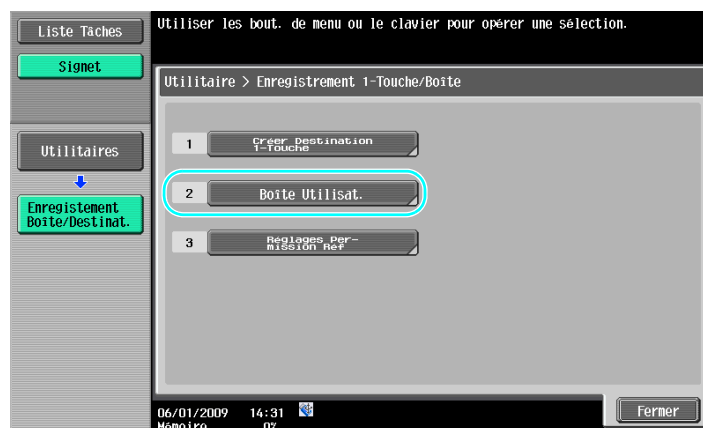 Liste Tâches
Utiliser les bout. de menu ou le clavier pour opérer une sélection.
Signet
Utilitaire > Enregistrement 1-Touche/Boîte
Utilitaires
Enregistement
Boîte/Destinat.
1 Créer Destination
1-Touche
2 Boîte Utilisat.
3 Réglages Per-
mission Réf
06/01/2009 14:31
Mémoire 0%
Fermer